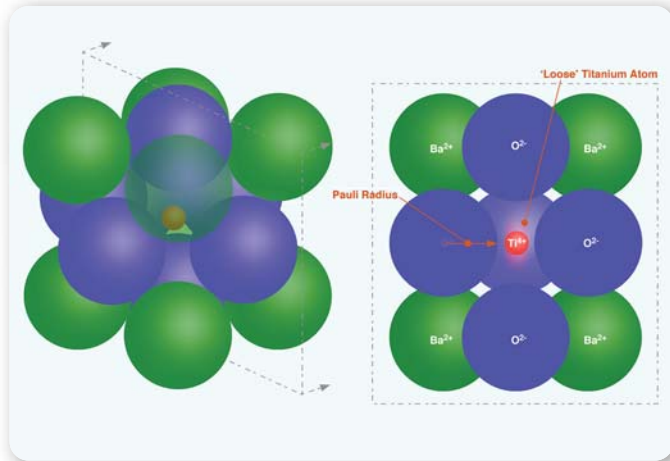 'Loose' Titanium Atom
Ba²⁺
O²⁻
Ba²⁺
Pauli Radius
Ti⁴⁺
O²⁻
Ba²⁺
O²⁻
Ba²⁺